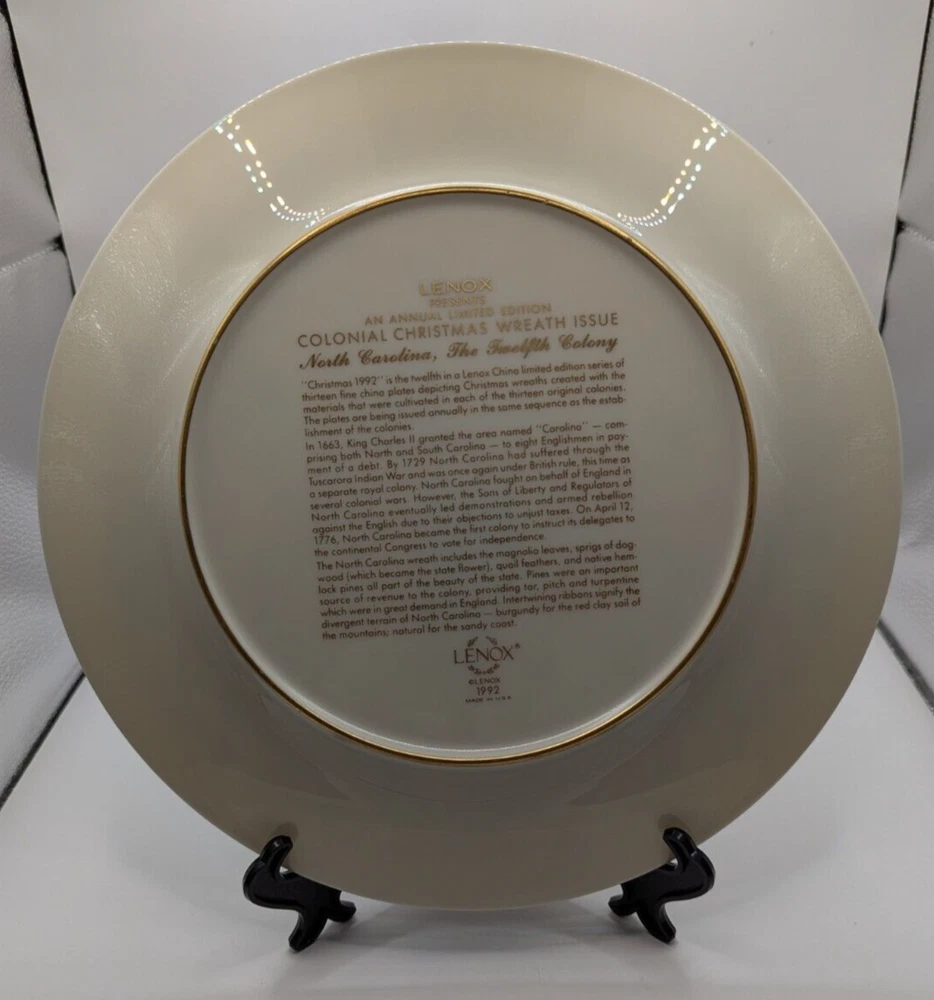 LENOX
PRESENTS
AN ANNUAL LIMITED EDITION
COLONIAL CHRISTMAS WREATH ISSUE
North Carolina, The Twelfth Colony
"Christmas 1992" is the twelfth in a Lenox China limited edition series of
thirteen fine china plates depicting Christmas wreaths created with the
materials that were cultivated in each of the thirteen original colonies.
The plates are being issued annually in the same sequence as the estab-
lishment of the colonies.
In 1663, King Charles II granted the area named "Carolina" — com-
prising both North and South Carolina — to eight Englishmen in pay-
ment of a debt. By 1729 North Carolina had suffered through the
Tuscarora Indian War and was once again under British rule, this time as
a separate royal colony. North Carolina fought on behalf of England in
several colonial wars. However, the Sons of Liberty and Regulators of
North Carolina eventually led demonstrations and armed rebellion
against the English due to their objections to unjust taxes. On April 12,
1776, North Carolina became the first colony to instruct its delegates to
the continental Congress to vote for independence.
The North Carolina wreath includes the magnolia leaves, sprigs of dog-
wood (which became the state flower), quail feathers, and native hem-
lock pines all part of the beauty of the state. Pines were an important
source of revenue to the colony, providing tar, pitch and turpentine
which were in great demand in England. Intertwining ribbons signify the
divergent terrain of North Carolina — burgundy for the red clay soil of
the mountains; natural for the sandy coast.
LENOX®
©LENOX
1992
MADE IN U.S.A.